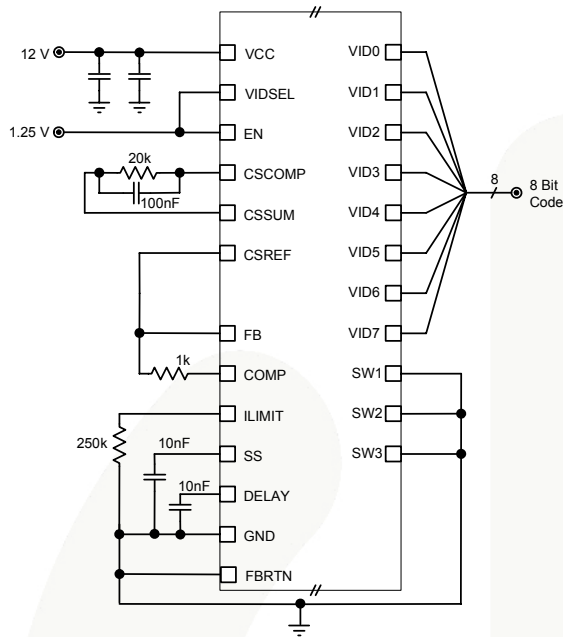 12 V
VCC
VID0
VIDSEL
VID1
1.25 V
EN
VID2
20k
CSCOMP
VID3
8
8 Bit
Code
100nF
CSSUM
VID4
CSREF
VID5
VID6
FB
VID7
1k
COMP
SW1
ILIMIT
SW2
250k
10nF
SS
SW3
10nF
DELAY
GND
FBRTN